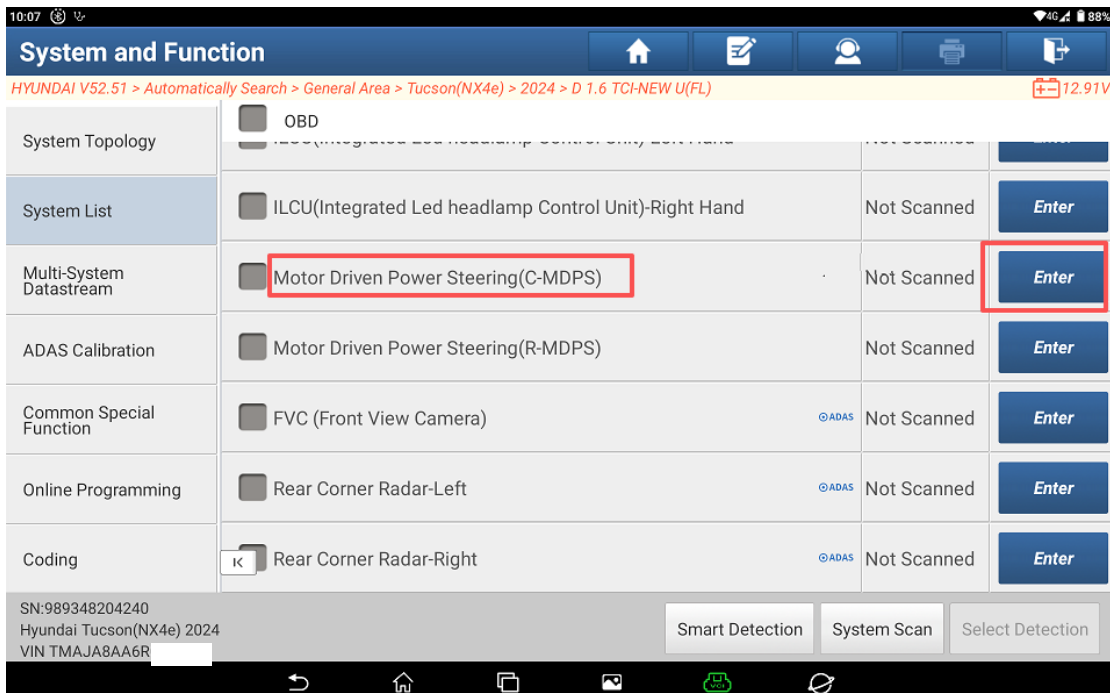 10:07
4G 88%
System and Function
HYUNDAI V52.51 > Automatically Search > General Area > Tucson(NX4e) > 2024 > D 1.6 TCI-NEW U(FL)
12.91V
System Topology
System List
Multi-System
Datastream
ADAS Calibration
Common Special
Function
Online Programming
Coding
OBD
ILCU(Integrated Led headlamp Control Unit)-Right Hand Not Scanned Enter
Motor Driven Power Steering(C-MDPS) Not Scanned Enter
Motor Driven Power Steering(R-MDPS) Not Scanned Enter
FVC (Front View Camera) ADAS Not Scanned Enter
Rear Corner Radar-Left ADAS Not Scanned Enter
Rear Corner Radar-Right ADAS Not Scanned Enter
SN:989348204240
Hyundai Tucson(NX4e) 2024
VIN TMAJA8AA6R
Smart Detection System Scan Select Detection
VCI